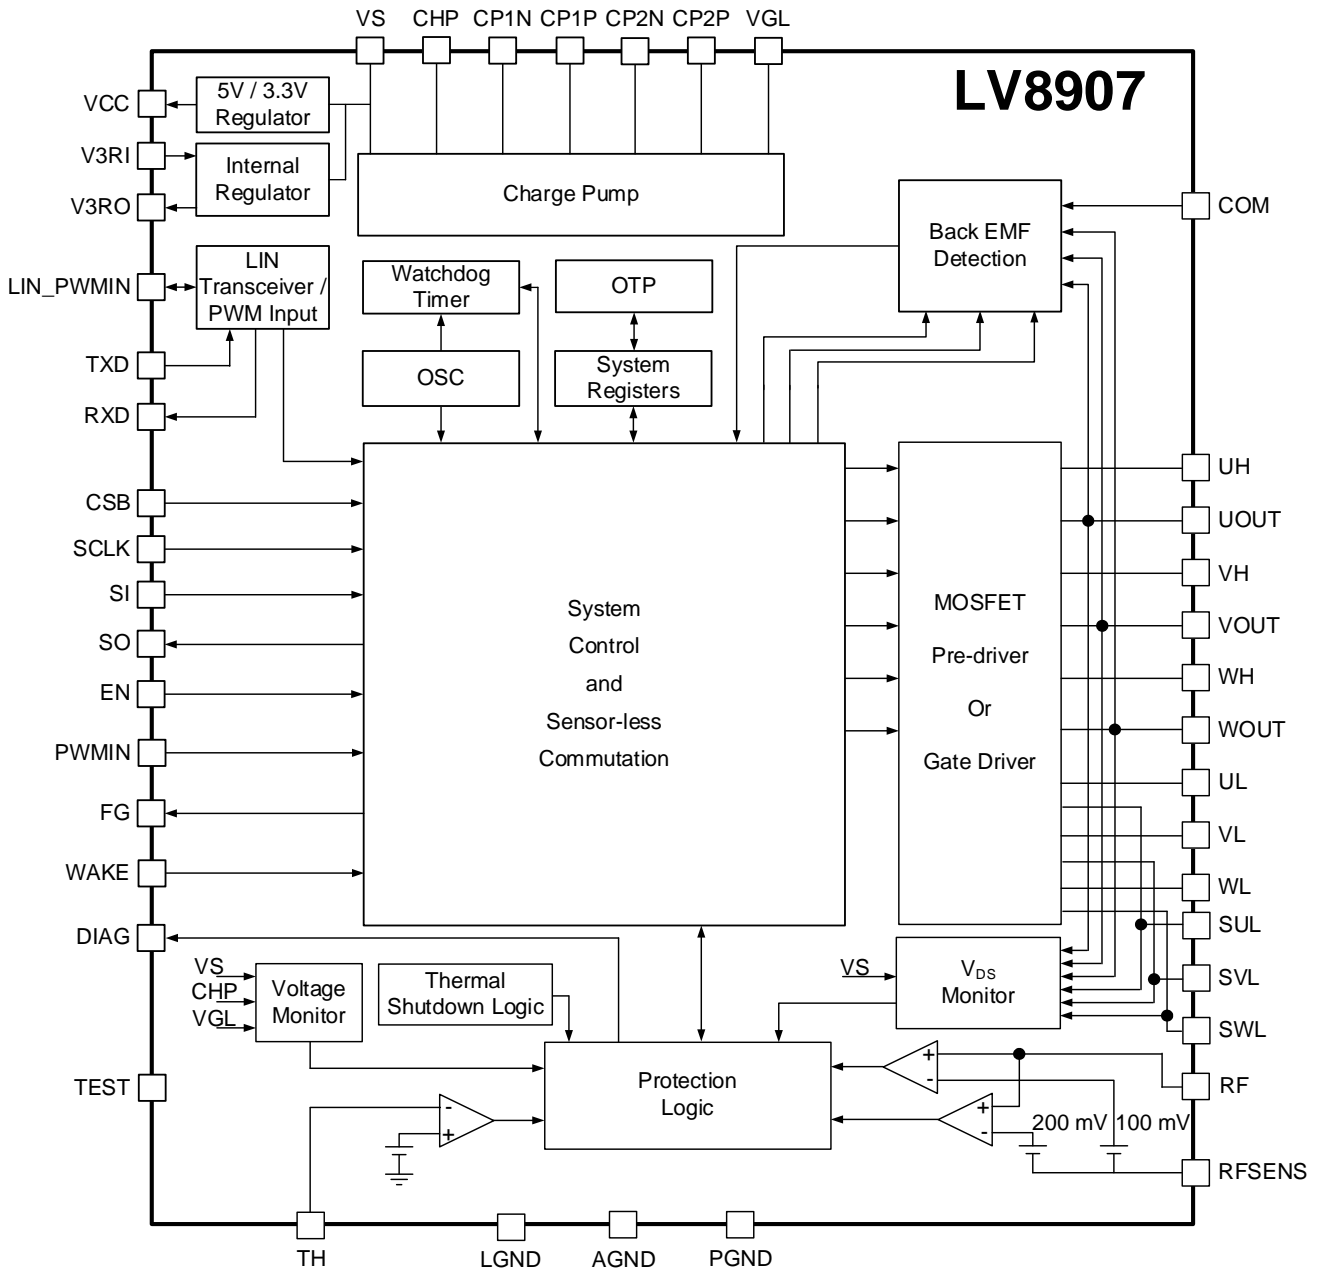 VS CHP CP1N CP1P CP2N CP2P VGL
LV8907
VCC
5V / 3.3V
Regulator
V3RI
Internal
Regulator
V3RO
Charge Pump
COM
Back EMF
Detection
LIN_PWMIN
LIN
Transceiver /
PWM Input
Watchdog
Timer
OTP
TXD
OSC
System
Registers
RXD
CSB
SCLK
SI
SO
EN
PWMIN
FG
WAKE
DIAG
System
Control
and
Sensor-less
Commutation
MOSFET
Pre-driver
Or
Gate Driver
UH
UOUT
VH
VOUT
WH
WOUT
UL
VL
WL
SUL
SVL
SWL
VS
CHP
VGL
Voltage
Monitor
Thermal
Shutdown Logic
VS
VDS
Monitor
TEST
Protection
Logic
-
+
+
-
+
-
200 mV
100 mV
RF
RFSENS
TH
LGND
AGND
PGND